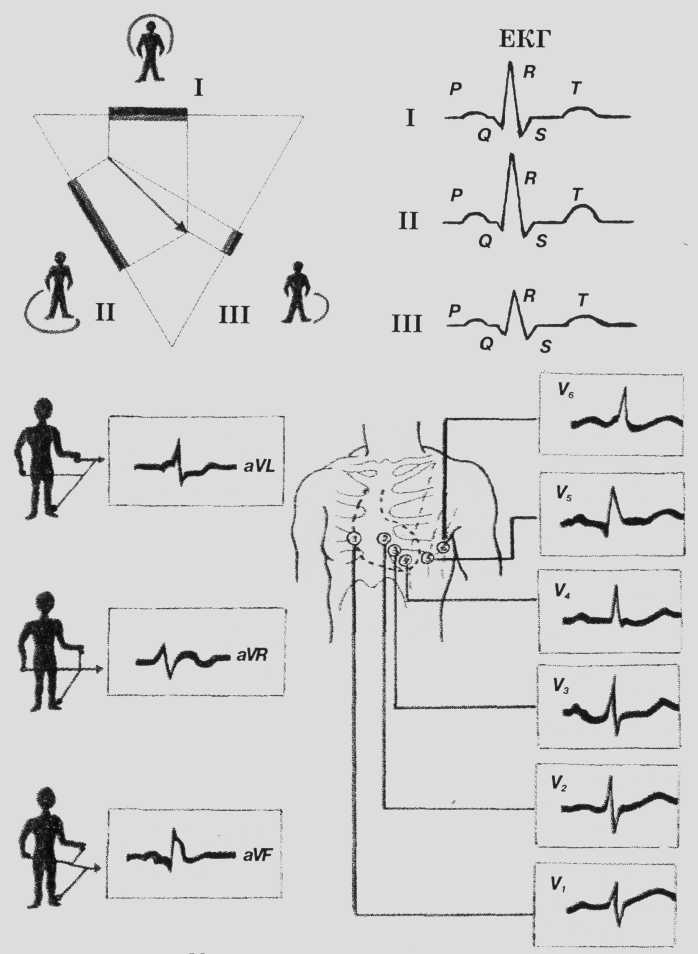 ЕКГ
I
P
R
T
I
Q
S
P
R
T
II
Q
S
II
III
P
R
T
III
Q
S
V₆
aVL
V₅
V₄
aVR
V₃
V₂
aVF
V₁